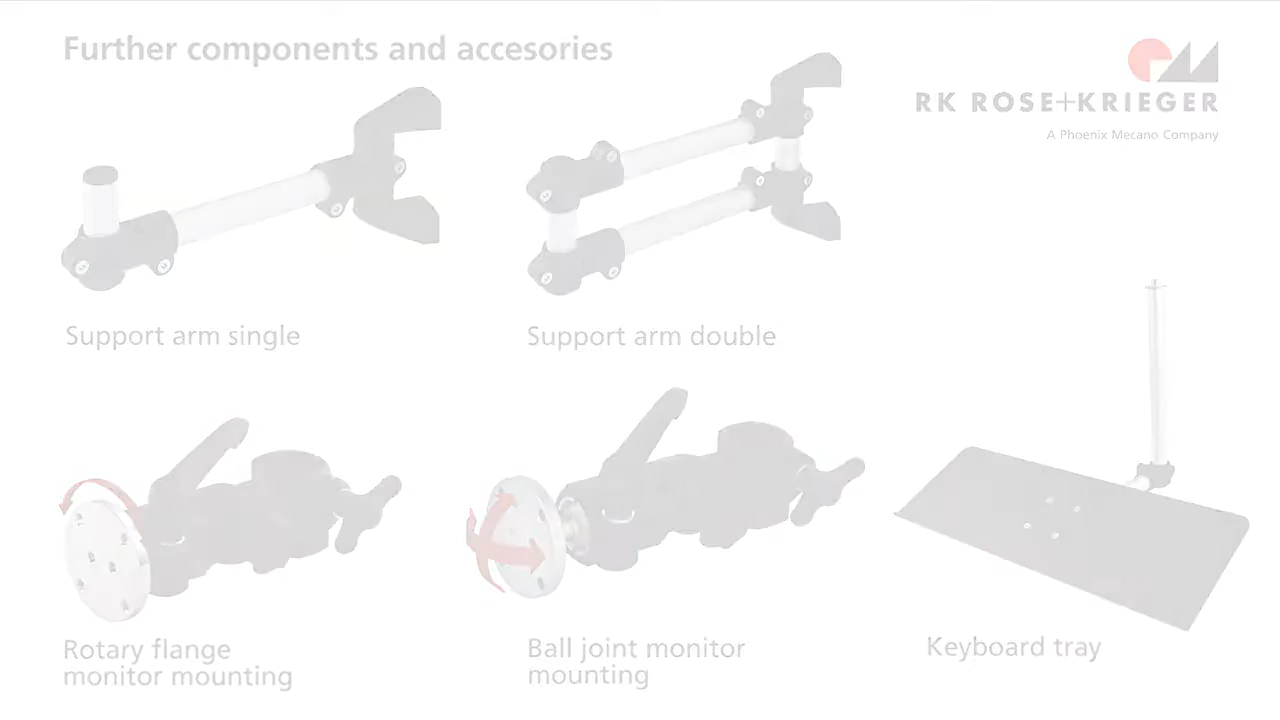 Further components and accesories
RK ROSE+KRIEGER
A Phoenix Mecano Company
Support arm single
Support arm double
Rotary flange
monitor mounting
Ball joint monitor
mounting
Keyboard tray